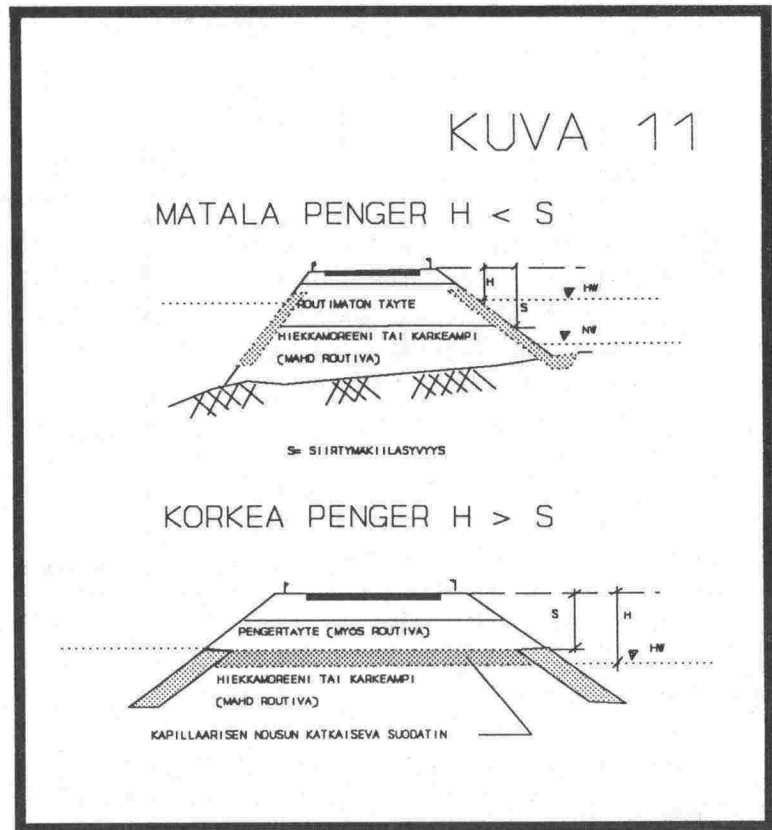 KUVA 11
MATALA PENGER H < S
H
HW
S
ROUTIMATON TÄYTE
NW
HIEKKAMOREENI TAI KARKEAMPI
(MAHD ROUTIVA)
S= SIIRTYMÄKIILASYVYYS
KORKEA PENGER H > S
S
H
PENGERTÄYTE (MYÖS ROUTIVA)
HW
HIEKKAMOREENI TAI KARKEAMPI
(MAHD ROUTIVA)
KAPILLAARISEN NOUSUN KATKAISEVA SUODATIN